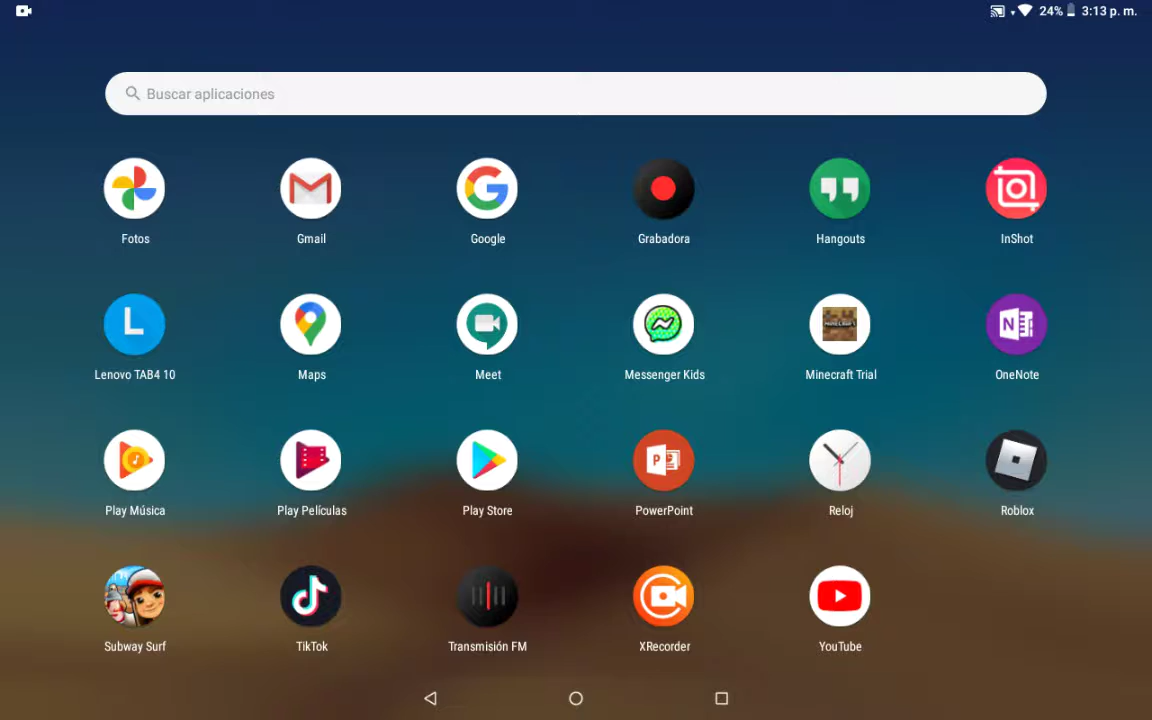 24% 3:13 p. m.
Buscar aplicaciones
Fotos Gmail Google Grabadora Hangouts InShot
L
MINECRAFT
N
Lenovo TAB4 10 Maps Meet Messenger Kids Minecraft Trial OneNote
P
Play Música Play Películas Play Store PowerPoint Reloj Roblox
Subway Surf TikTok Transmisión FM XRecorder YouTube